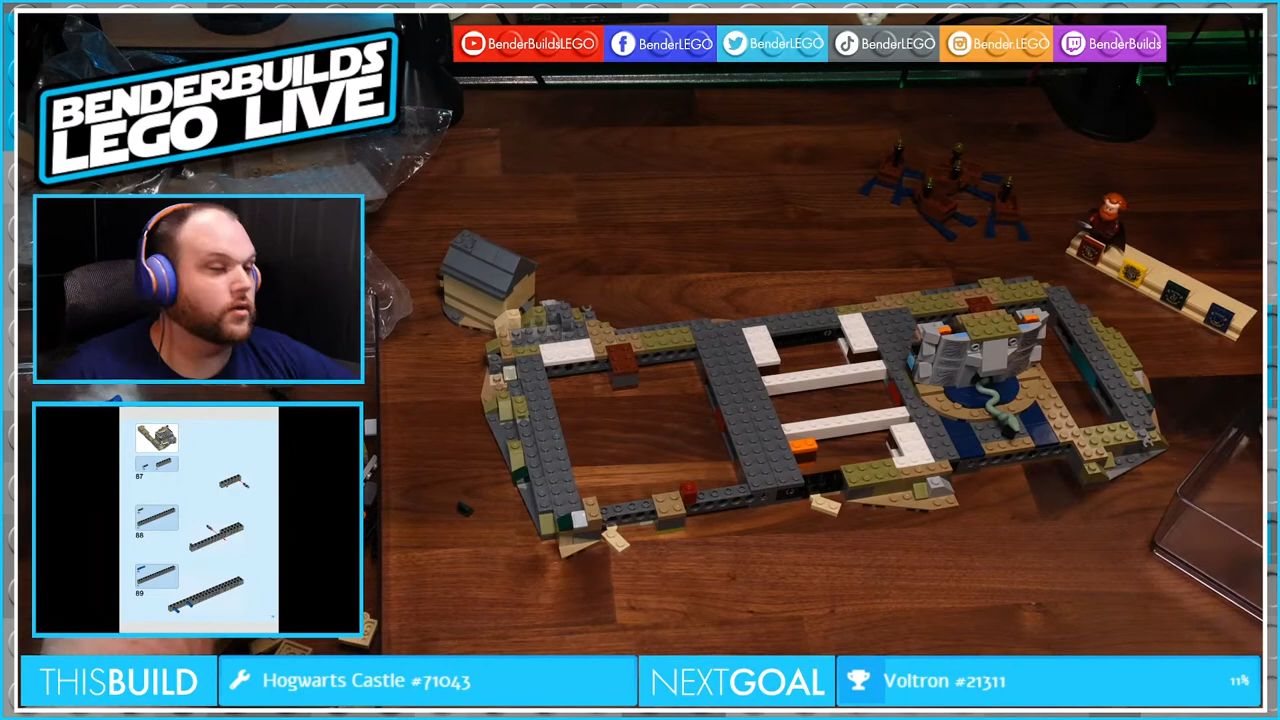 BENDERBUILDS
LEGO LIVE
BenderBuildsLEGO BenderLEGO BenderLEGO BenderLEGO Bender.LEGO BenderBuilds
87
88
89
THISBUILD Hogwarts Castle #71043 NEXTGOAL Voltron #21311 11%